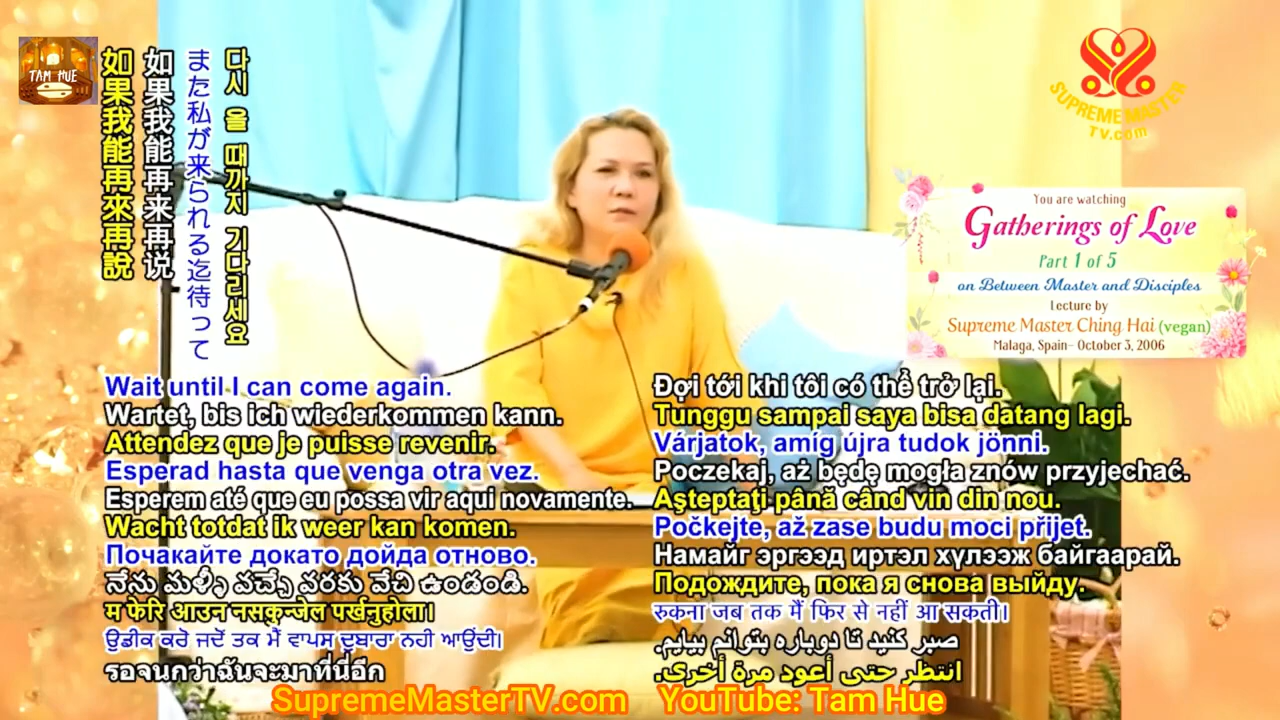 TAM HUE
如果我能再來再說
如果我能再来再说
また私が来られる迄待って
다시 올 때까지 기다리세요
SUPREME MASTER
TV.com
You are watching
Gatherings of Love
Part 1 of 5
on Between Master and Disciples
Lecture by
Supreme Master Ching Hai (vegan)
Malaga, Spain– October 3, 2006
Wait until I can come again.
Wartet, bis ich wiederkommen kann.
Attendez que je puisse revenir.
Esperad hasta que venga otra vez.
Esperem até que eu possa vir aqui novamente.
Wacht totdat ik weer kan komen.
Почакайте докато дойда отново.
నేను మళ్ళీ వచ్చే వరకు వేచి ఉండండి.
म फेरि आउन नसकुन्जेल पर्खनुहोला।
ਉਡੀਕ ਕਰੋ ਜਦੋਂ ਤਕ ਮੈਂ ਵਾਪਸ ਦੁਬਾਰਾ ਨਹੀ ਆਉਂਦੀ।
รอจนกว่าฉันจะมาที่นี่อีก
Đợi tới khi tôi có thể trở lại.
Tunggu sampai saya bisa datang lagi.
Várjatok, amíg újra tudok jönni.
Poczekaj, aż będę mogła znów przyjechać.
Aşteptaţi până când vin din nou.
Počkejte, až zase budu moci přijet.
Намайг эргээд иртэл хүлээж байгаарай.
Подождите, пока я снова выйду.
रुकना जब तक मैं फिर से नहीं आ सकती।
صبر کنید تا دوباره بتوانم بیایم.
انتظر حتى أعود مرة أخرى.
SupremeMasterTV.com
YouTube: Tam Hue